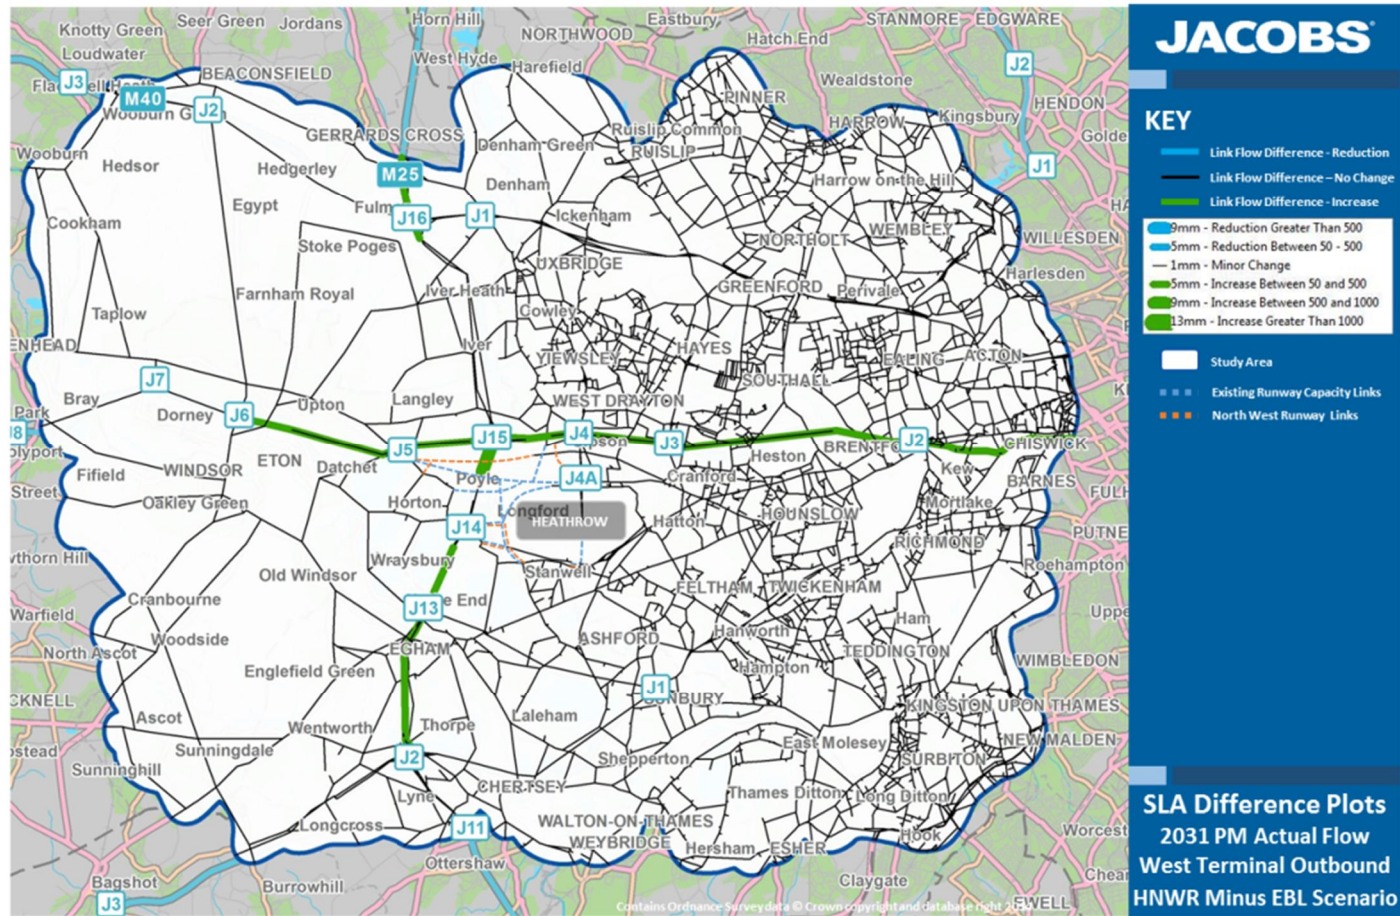 Knotty Green
Seer Green
Jordans
Horn Hill
Eastbury
STANMORE
EDGWARE
Loudwater
West Hyde
NORTHWOOD
Hatch End
J2
J3
BEACONSFIELD
Harefield
Wealdstone
M40
J2
PINNER
HENDON
GERRARDS CROSS
Ruislip Common
HARROW
Kingsbury
Wooburn
Hedsor
Hedgerley
M25
Denham Green
RUISLIP
J1
Denham
Harrow on the Hill
Egypt
J16
J1
Ickenham
Cookham
Stoke Poges
NORTHOLT
WEMBLEY
WILLESDEN
UXBRIDGE
Harlesden
Farnham Royal
Iver Heath
GREENFORD
Perivale
Taplow
Cowley
Iver
YIEWSLEY
HAYES
EALING
ACTON
J7
SOUTHALL
Bray
Langley
WEST DRAYTON
Park
Dorney
J6
Upton
J8
J5
J15
J4
J3
J2
CHISWICK
Heston
ETON
Datchet
Kew
Fifield
WINDSOR
Poyle
J4A
Cranford
BARNES
Street
Oakley Green
Horton
Longford
HEATHROW
Hatton
HOUNSLOW
Mortlake
J14
RICHMOND
Wraysbury
Roehampton
Old Windsor
Stanwell
FELTHAM
TWICKENHAM
Cranbourne
J13
Ham
Warfield
Woodside
EGHAM
ASHFORD
Hanworth
TEDDINGTON
North Ascot
Englefield Green
Hampton
WIMBLEDON
J1
Ascot
Laleham
KINGSTON UPON THAMES
Wentworth
Thorpe
East Molesey
NEW MALDEN
Sunningdale
J2
Shepperton
SURBITON
Sunninghill
Lyne
CHERTSEY
Thames Ditton
Long Ditton
Longcross
J11
WALTON-ON-THAMES
Hook
WEYBRIDGE
Hersham
ESHER
Ottershaw
Bagshot
Burrowhill
Claygate
J3
JACOBS
KEY
Link Flow Difference - Reduction
Link Flow Difference – No Change
Link Flow Difference - Increase
9mm - Reduction Greater Than 500
5mm - Reduction Between 50 - 500
1mm - Minor Change
5mm - Increase Between 50 and 500
9mm - Increase Between 500 and 1000
13mm - Increase Greater Than 1000
Study Area
Existing Runway Capacity Links
North West Runway Links
SLA Difference Plots
2031 PM Actual Flow
West Terminal Outbound
HNWR Minus EBL Scenario
Contains Ordnance Survey data © Crown copyright and database right